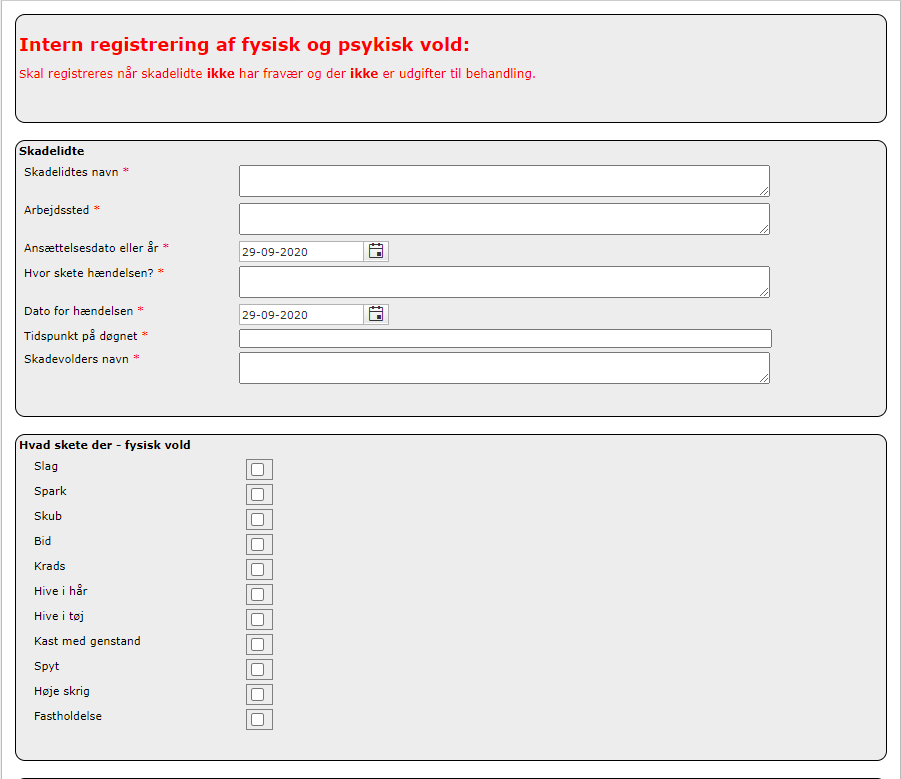 Intern registrering af fysisk og psykisk vold:
Skal registreres når skadelidte ikke har fravær og der ikke er udgifter til behandling.
Skadelidte
Skadelidtes navn *
Arbejdssted *
Ansættelsesdato eller år *
29-09-2020
Hvor skete hændelsen? *
Dato for hændelsen *
29-09-2020
Tidspunkt på døgnet *
Skadevolders navn *
Hvad skete der - fysisk vold
Slag
Spark
Skub
Bid
Krads
Hive i hår
Hive i tøj
Kast med genstand
Spyt
Høje skrig
Fastholdelse